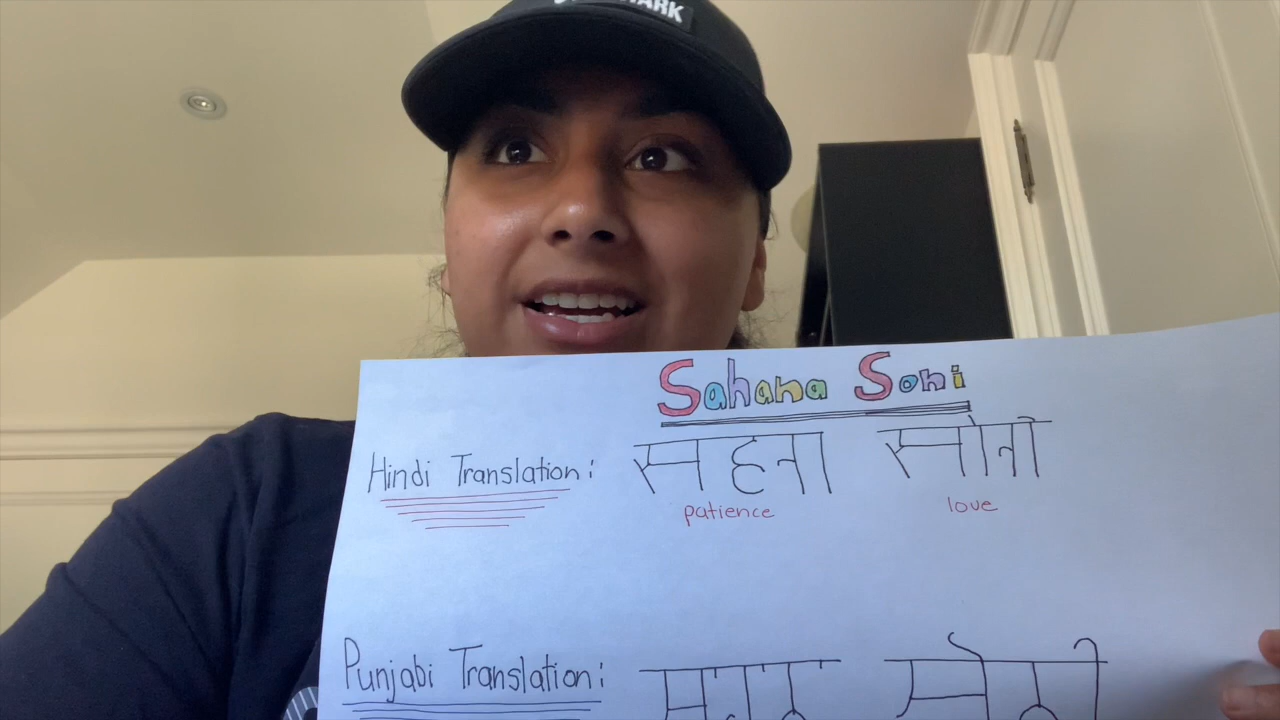 Sahana Soni
Hindi Translation: सहना सोनी
patience love
Punjabi Translation: